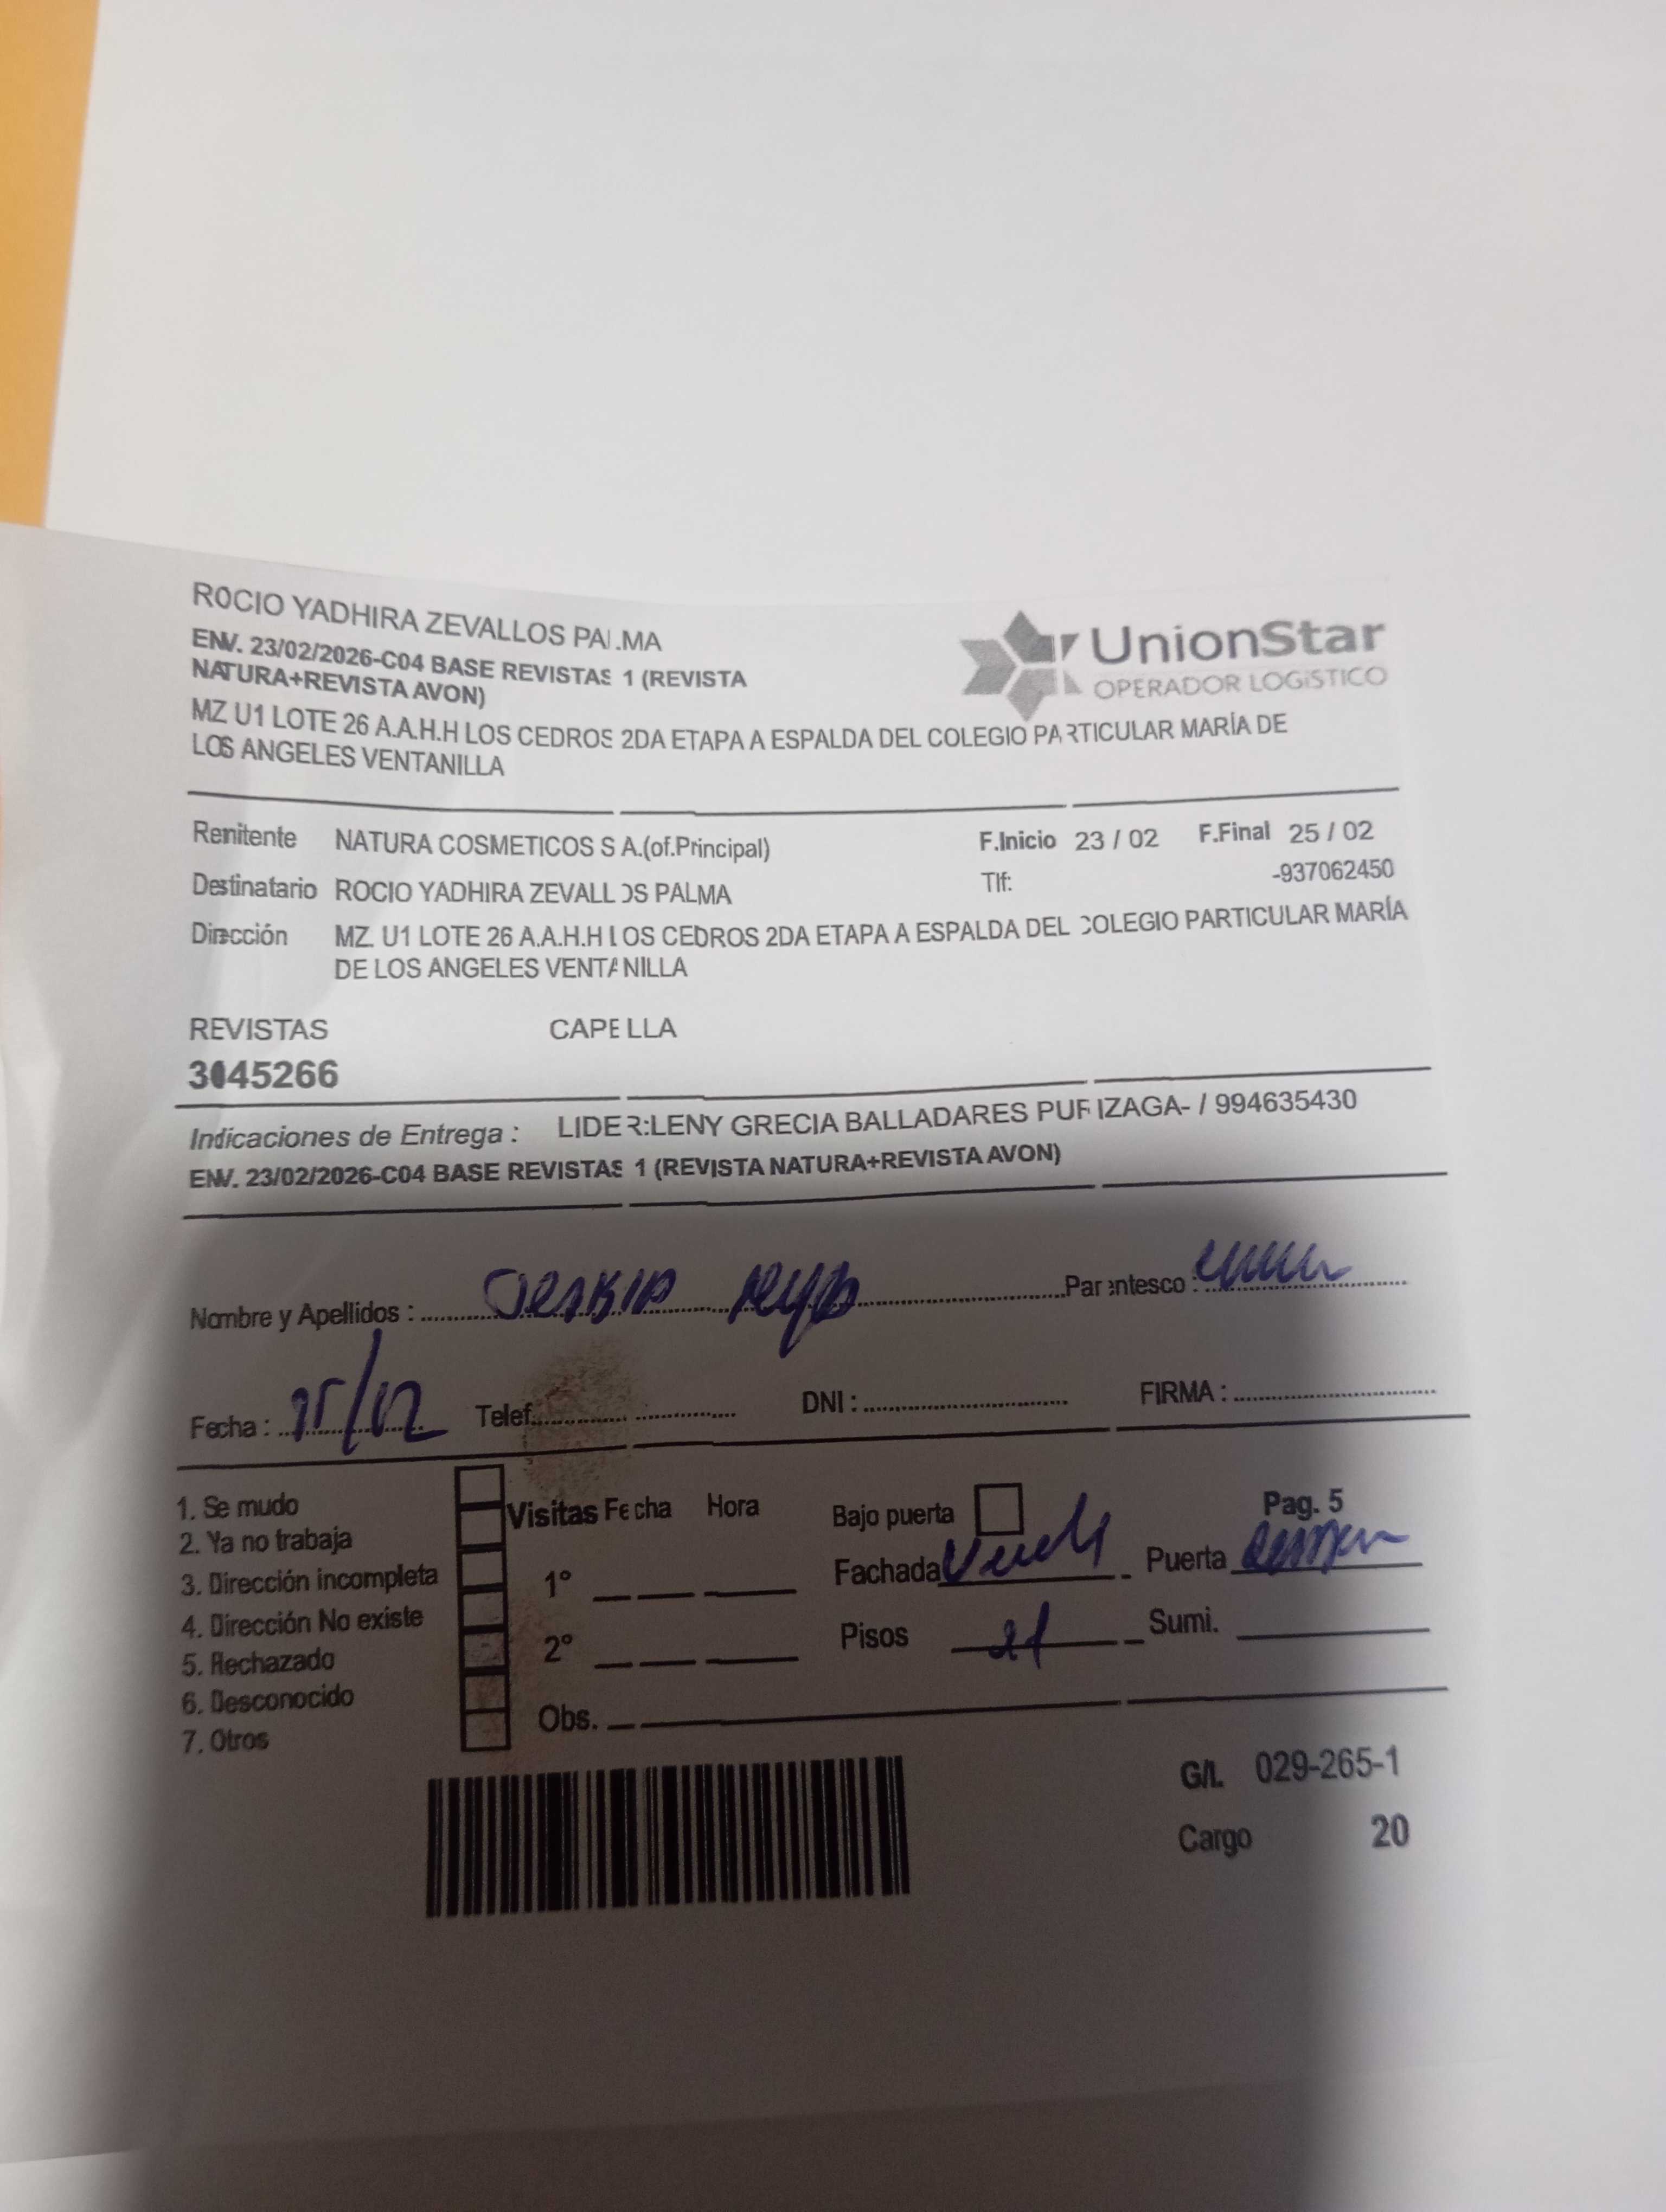 ROCIO YADHIRA ZEVALLOS PALMA
ENV. 23/02/2026-C04 BASE REVISTAS 1 (REVISTA
NATURA+REVISTA AVON)
MZ U1 LOTE 26 A.A.H.H LOS CEDROS 2DA ETAPA A ESPALDA DEL COLEGIO PARTICULAR MARÍA DE
LOS ANGELES VENTANILLA
UnionStar
OPERADOR LOGíSTICO
Remitente NATURA COSMETICOS S A.(of.Principal) F.Inicio 23 / 02 F.Final 25 / 02
Destinatario ROCIO YADHIRA ZEVALLOS PALMA Tlf: -937062450
Dirección MZ. U1 LOTE 26 A.A.H.H LOS CEDROS 2DA ETAPA A ESPALDA DEL COLEGIO PARTICULAR MARÍA
DE LOS ANGELES VENTANILLA
REVISTAS CAPELLA
3045266
Indicaciones de Entrega : LIDER:LENY GRECIA BALLADARES PURIZAGA- / 994635430
ENV. 23/02/2026-C04 BASE REVISTAS 1 (REVISTA NATURA+REVISTA AVON)
Nombre y Apellidos : Parentesco :
Fecha : 25/02 Telef. DNI : FIRMA :
1. Se mudo
2. Ya no trabaja
3. Dirección incompleta
4. Dirección No existe
5. Rechazado
6. Desconocido
7. Otros
Visitas Fecha Hora
1°
2°
Obs.
Bajo puerta Pag. 5
Fachada Puerta
Pisos Sumi.
G/L 029-265-1
Cargo 20